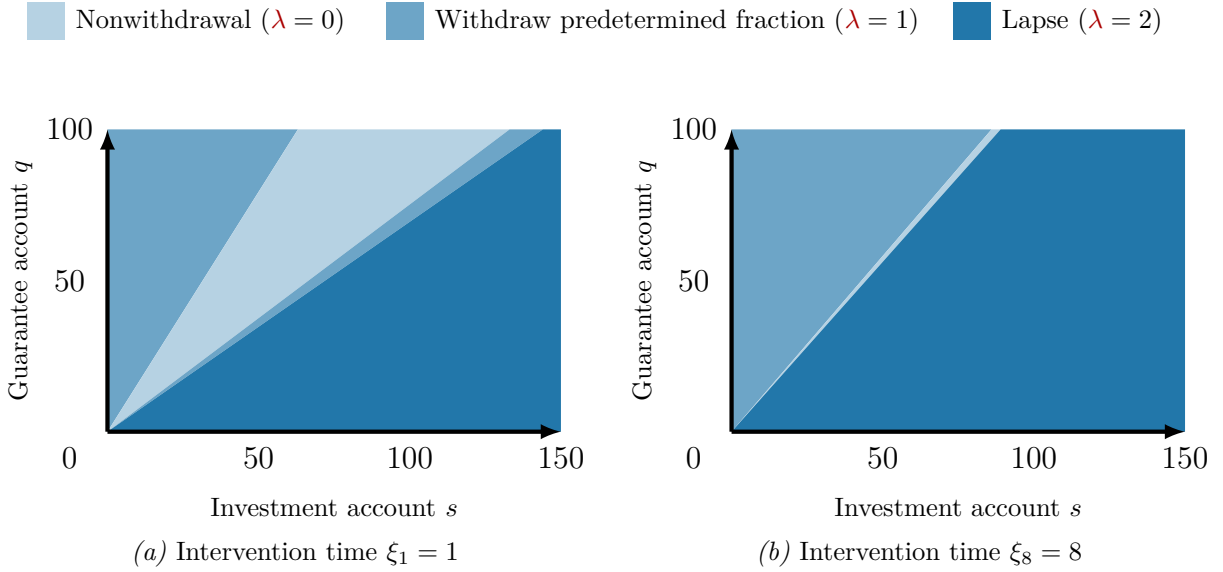 Nonwithdrawal (λ = 0) Withdraw predetermined fraction (λ = 1) Lapse (λ = 2)
100
50
0
50
100
150
Guarantee account q
Investment account s
(a) Intervention time ξ₁ = 1
100
50
0
50
100
150
Guarantee account q
Investment account s
(b) Intervention time ξ₈ = 8